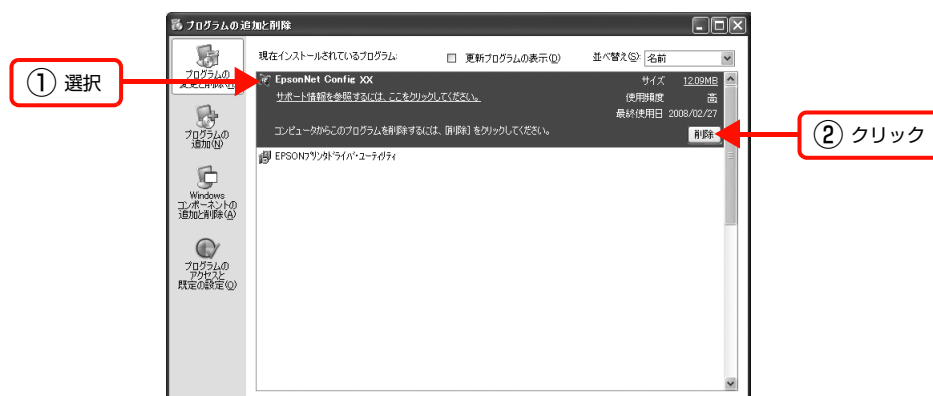 プログラムの追加と削除
現在インストールされているプログラム:
更新プログラムの表示(D)
並べ替え(S):
名前
① 選択
プログラムの
変更と削除(H)
EpsonNet Config XX
サイズ
12.09MB
サポート情報を参照するには、ここをクリックしてください。
使用頻度
高
最終使用日 2008/02/27
コンピュータからこのプログラムを削除するには、[削除] をクリックしてください。
削除
② クリック
プログラムの
追加(N)
EPSONプリンタドライバ・ユーティリティ
Windows
コンポーネントの
追加と削除(A)
プログラムの
アクセスと
既定の設定(O)